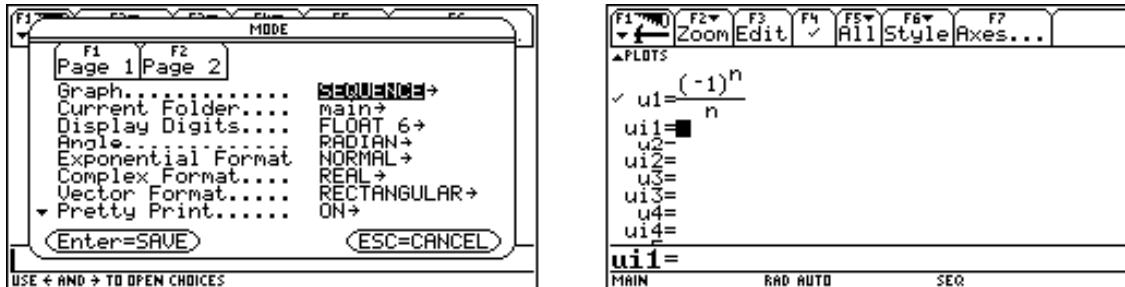 MODE
F1 F2
Page 1 Page 2
Graph.............. SEQUENCE→
Current Folder.... main→
Display Digits.... FLOAT 6→
Angle.............. RADIAN→
Exponential Format NORMAL→
Complex Format.... REAL→
Vector Format..... RECTANGULAR→
Pretty Print...... ON→
Enter=SAVE ESC=CANCEL
USE ← AND → TO OPEN CHOICES
F1 F2▾ F3 F4 F5▾ F6▾ F7
Zoom Edit ✓ All Style Axes...
▴PLOTS
✓ u1=(-1)^n/n
ui1=
u2=
ui2=
u3=
ui3=
u4=
ui4=
ui1=
MAIN RAD AUTO SEQ